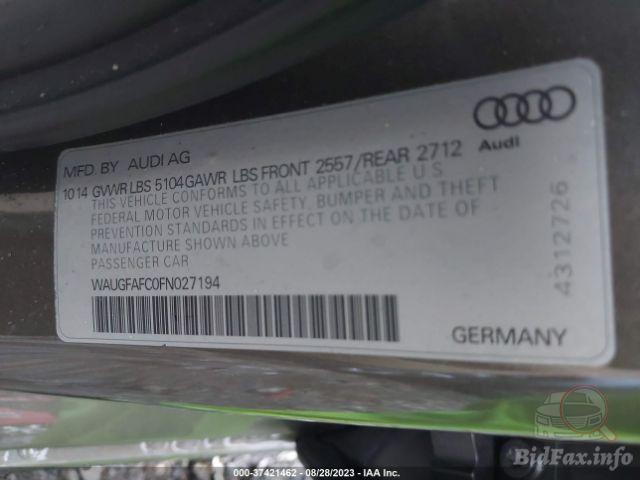 MFD. BY AUDI AG
Audi
10 14 GVWR LBS 5104 GAWR LBS FRONT 2557/REAR 2712
THIS VEHICLE CONFORMS TO ALL APPLICABLE U S
FEDERAL MOTOR VEHICLE SAFETY, BUMPER AND THEFT
PREVENTION STANDARDS IN EFFECT ON THE DATE OF
MANUFACTURE SHOWN ABOVE
PASSENGER CAR
4312726
WAUGFAFC0FN027194
GERMANY
BidFax.info
000-37421462 - 08/28/2023 - IAA Inc.